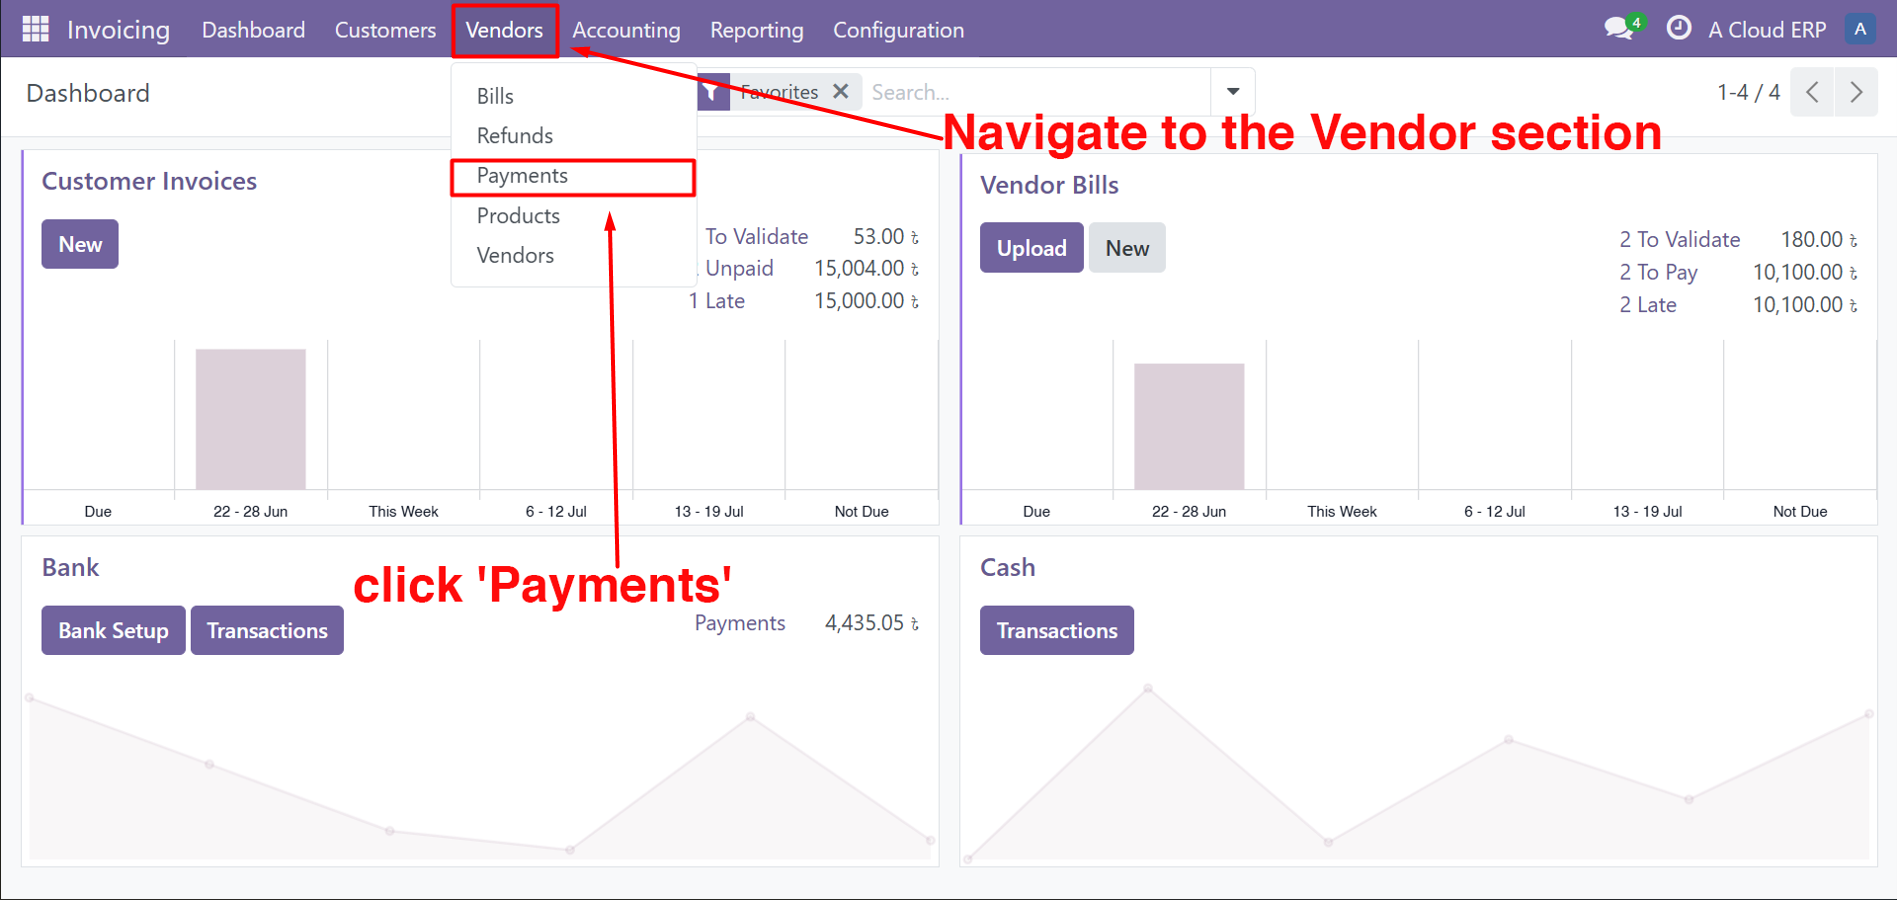 Invoicing Dashboard Customers Vendors Accounting Reporting Configuration 4 A Cloud ERP A
Dashboard
Favorites Search...
1-4 / 4
Bills
Refunds
Payments
Products
Vendors
Navigate to the Vendor section
Customer Invoices
New
To Validate 53.00 ৳
Unpaid 15,004.00 ৳
1 Late 15,000.00 ৳
Due 22 - 28 Jun This Week 6 - 12 Jul 13 - 19 Jul Not Due
Vendor Bills
Upload New
2 To Validate 180.00 ৳
2 To Pay 10,100.00 ৳
2 Late 10,100.00 ৳
Due 22 - 28 Jun This Week 6 - 12 Jul 13 - 19 Jul Not Due
Bank
click 'Payments'
Bank Setup Transactions
Payments 4,435.05 ৳
Cash
Transactions